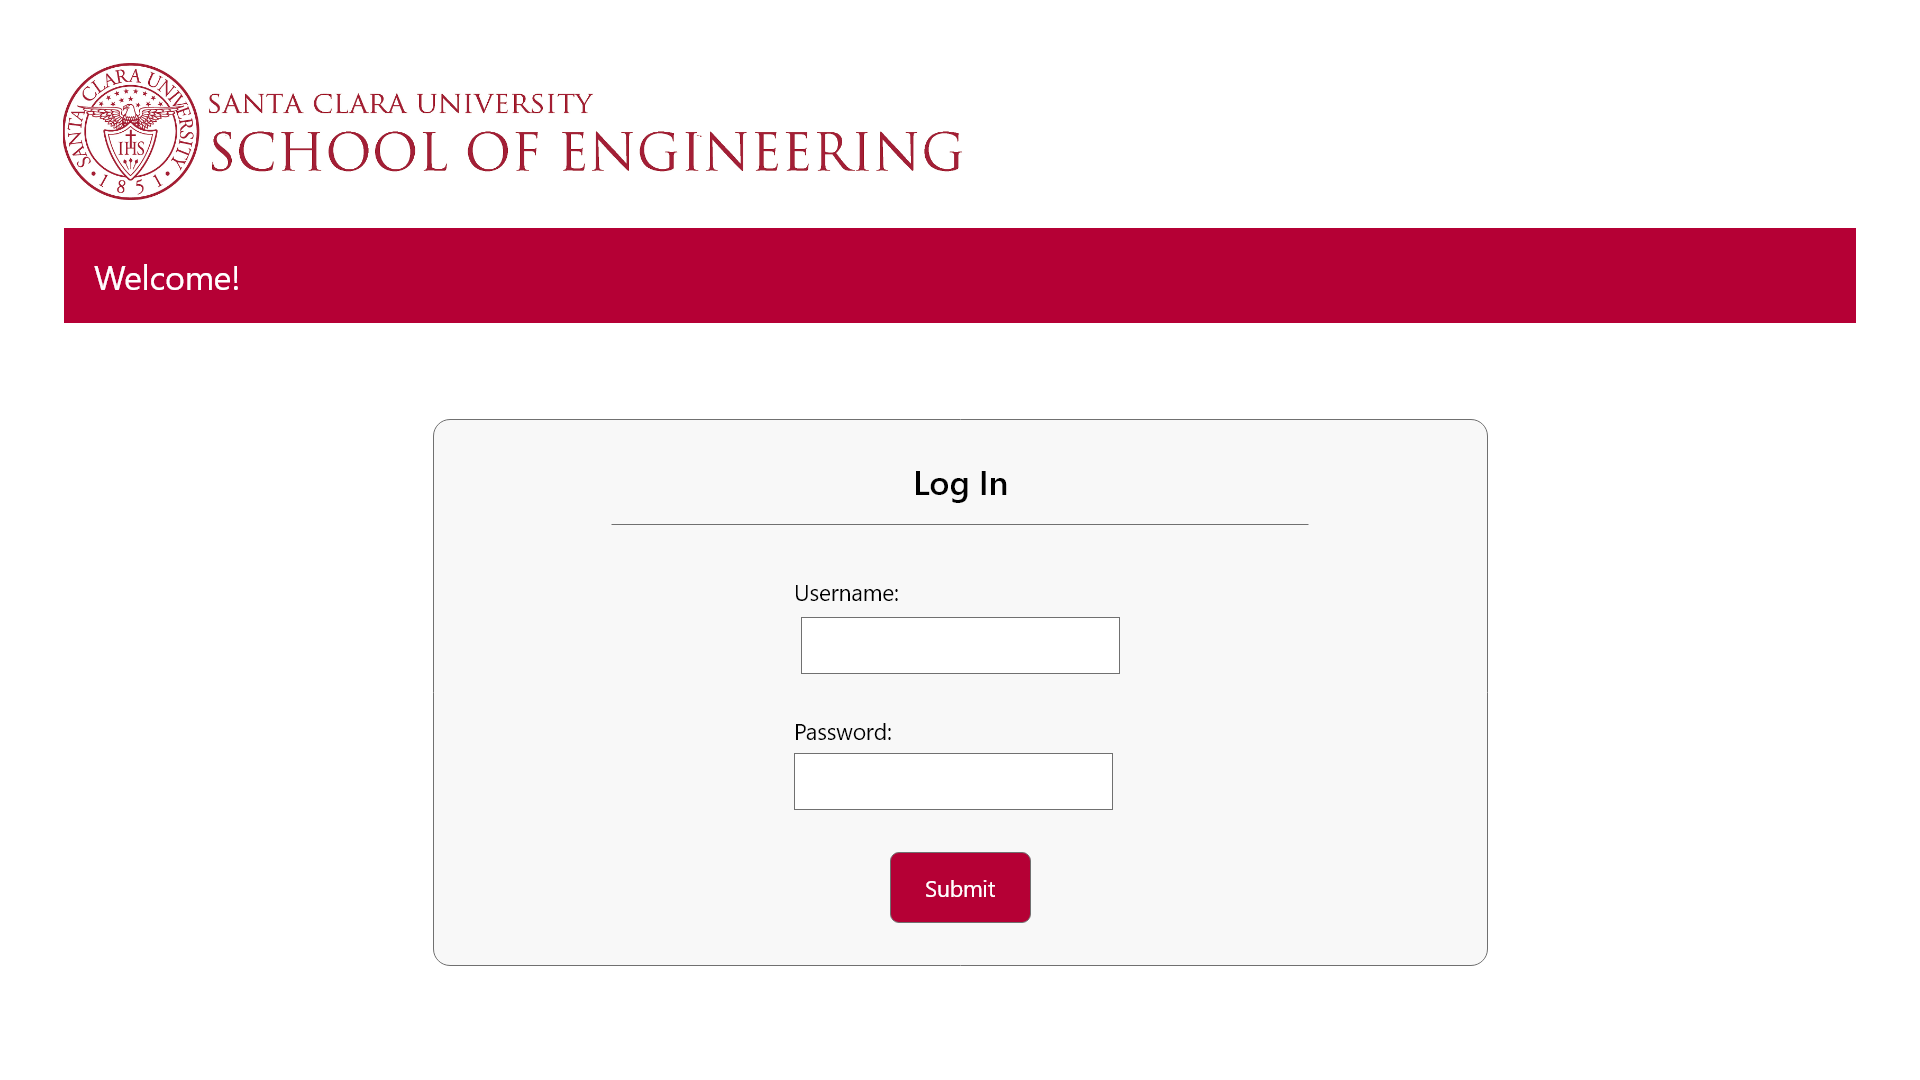 SANTA CLARA UNIVERSITY
IHS
• 1851 •
SANTA CLARA UNIVERSITY
SCHOOL OF ENGINEERING
Welcome!
Log In
Username:
Password:
Submit